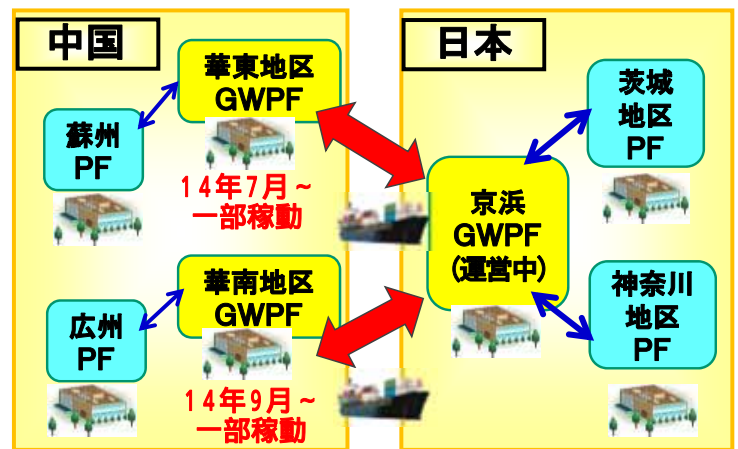 中国
華東地区
GWPF
蘇州
PF
14年7月~
一部稼動
華南地区
GWPF
広州
PF
14年9月~
一部稼動
日本
茨城
地区
PF
京浜
GWPF
(運営中)
神奈川
地区
PF